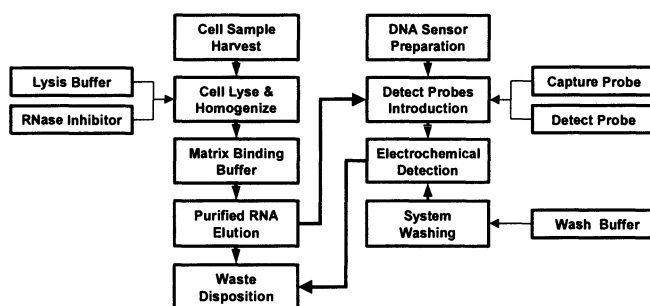 Cell Sample
Harvest
DNA Sensor
Preparation
Lysis Buffer
RNase Inhibitor
Cell Lyse &
Homogenize
Detect Probes
Introduction
Capture Probe
Detect Probe
Matrix Binding
Buffer
Electrochemical
Detection
Purified RNA
Elution
System
Washing
Wash Buffer
Waste
Disposition